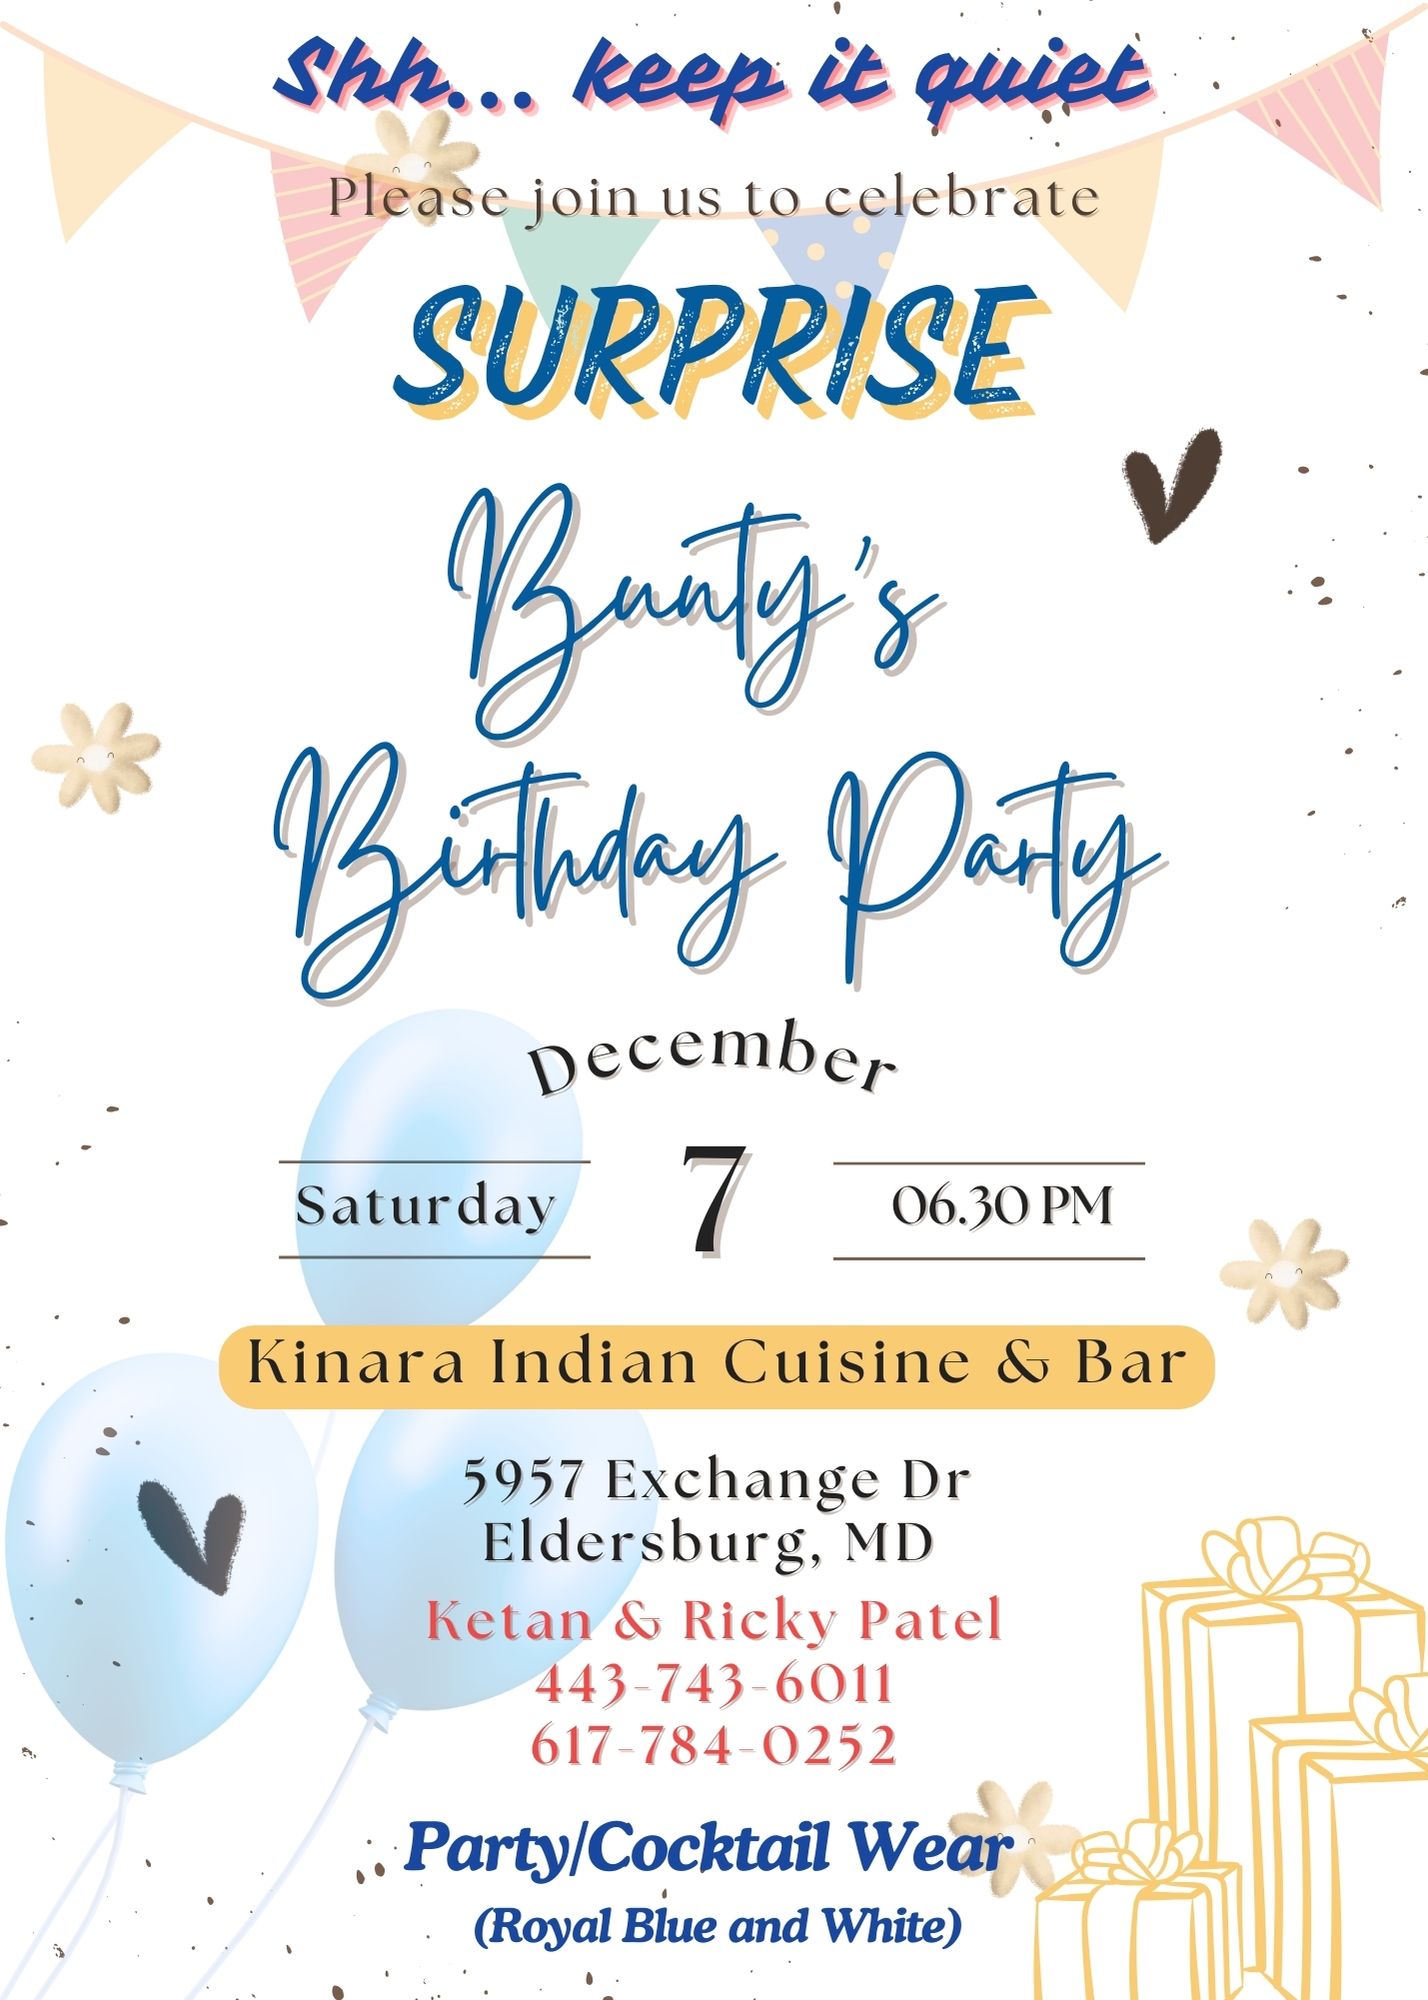 Shh... keep it quiet
Please join us to celebrate
SURPRISE
Bunty's
Birthday Party
December
Saturday 7 06.30 PM
Kinara Indian Cuisine & Bar
5957 Exchange Dr
Eldersburg, MD
Ketan & Ricky Patel
443-743-6011
617-784-0252
Party/Cocktail Wear
(Royal Blue and White)